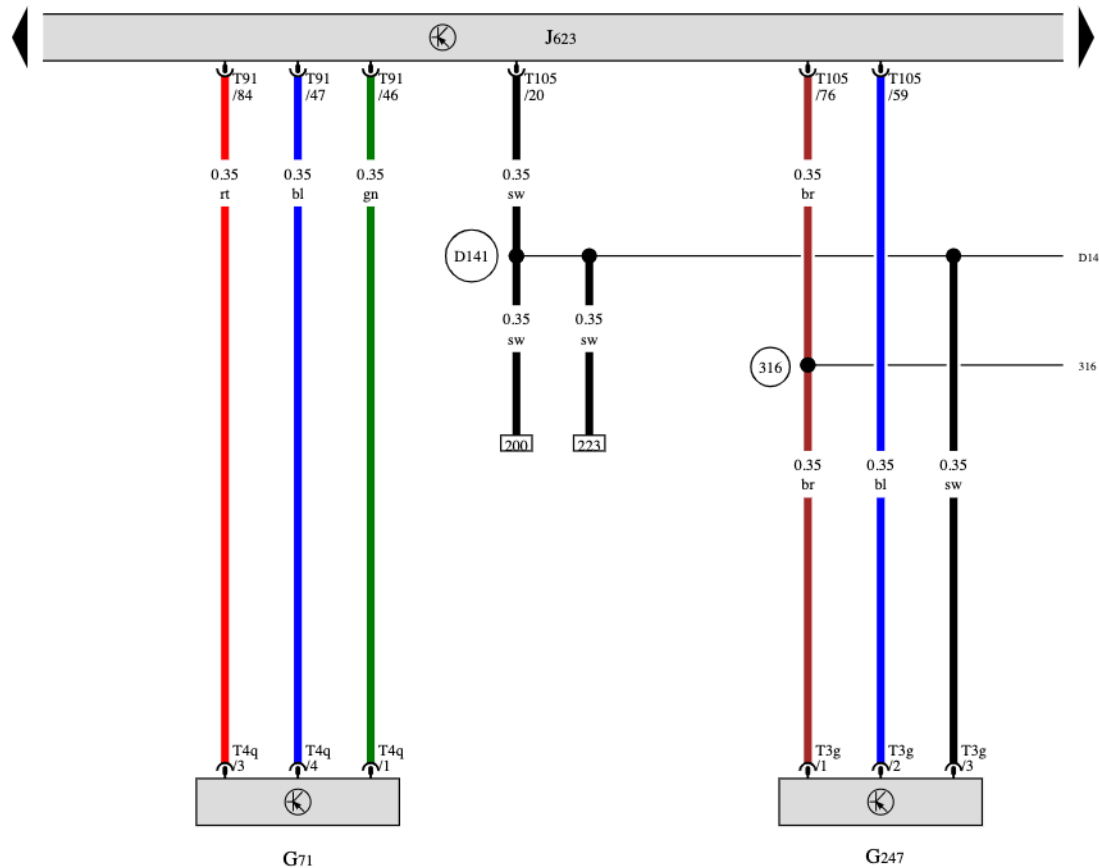 J623
T91 T91 T91 T105 T105 T105
/84 /47 /46 /20 /76 /59
0.35 0.35 0.35 0.35 0.35
rt bl gn sw br
D141 D14
0.35 0.35
sw sw
316 316
200 223
0.35 0.35 0.35
br bl sw
T4q T4q T4q T3g T3g T3g
/3 /4 /1 /1 /2 /3
G71 G247